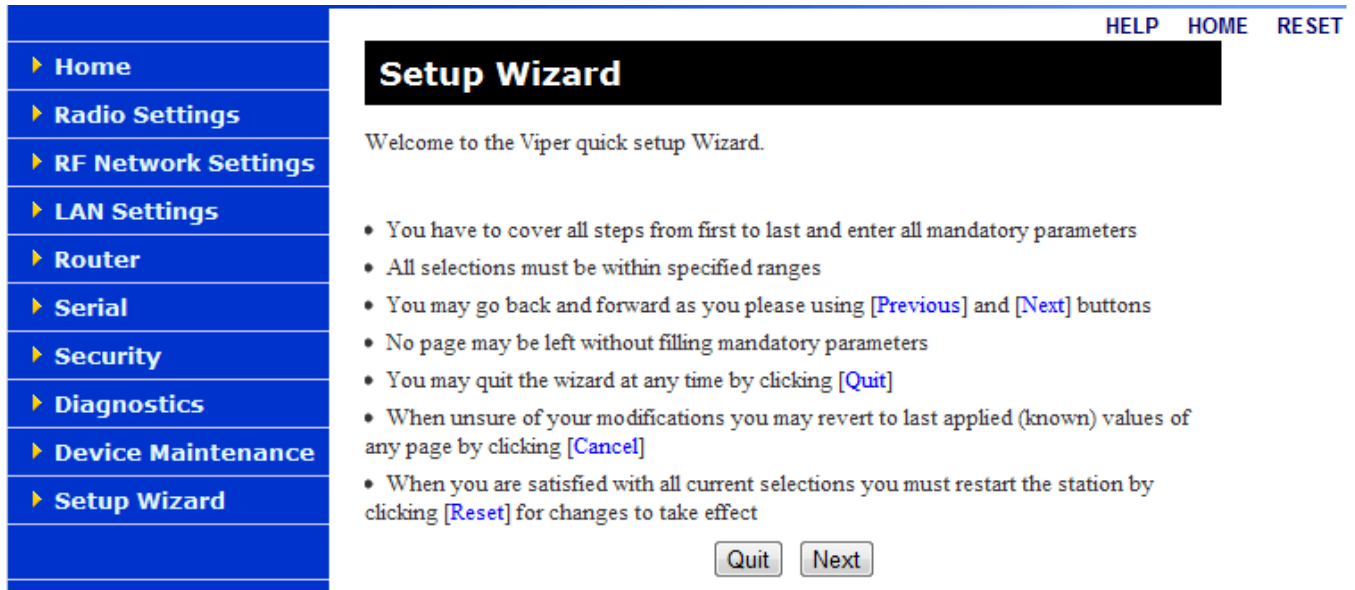 HELP HOME RESET
Home
Radio Settings
RF Network Settings
LAN Settings
Router
Serial
Security
Diagnostics
Device Maintenance
Setup Wizard
Setup Wizard
Welcome to the Viper quick setup Wizard.
• You have to cover all steps from first to last and enter all mandatory parameters
• All selections must be within specified ranges
• You may go back and forward as you please using [Previous] and [Next] buttons
• No page may be left without filling mandatory parameters
• You may quit the wizard at any time by clicking [Quit]
• When unsure of your modifications you may revert to last applied (known) values of
any page by clicking [Cancel]
• When you are satisfied with all current selections you must restart the station by
clicking [Reset] for changes to take effect
Quit Next